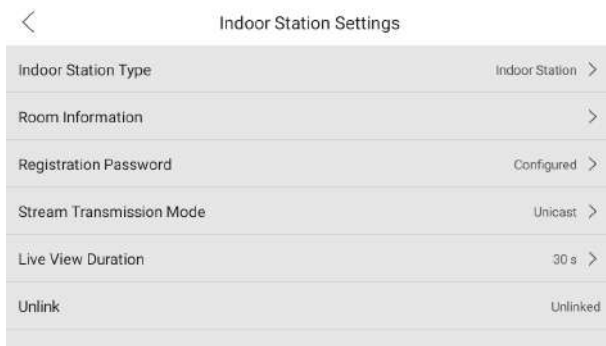 Indoor Station Settings
Indoor Station Type Indoor Station
Room Information
Registration Password Configured
Stream Transmission Mode Unicast
Live View Duration 30 s
Unlink Unlinked